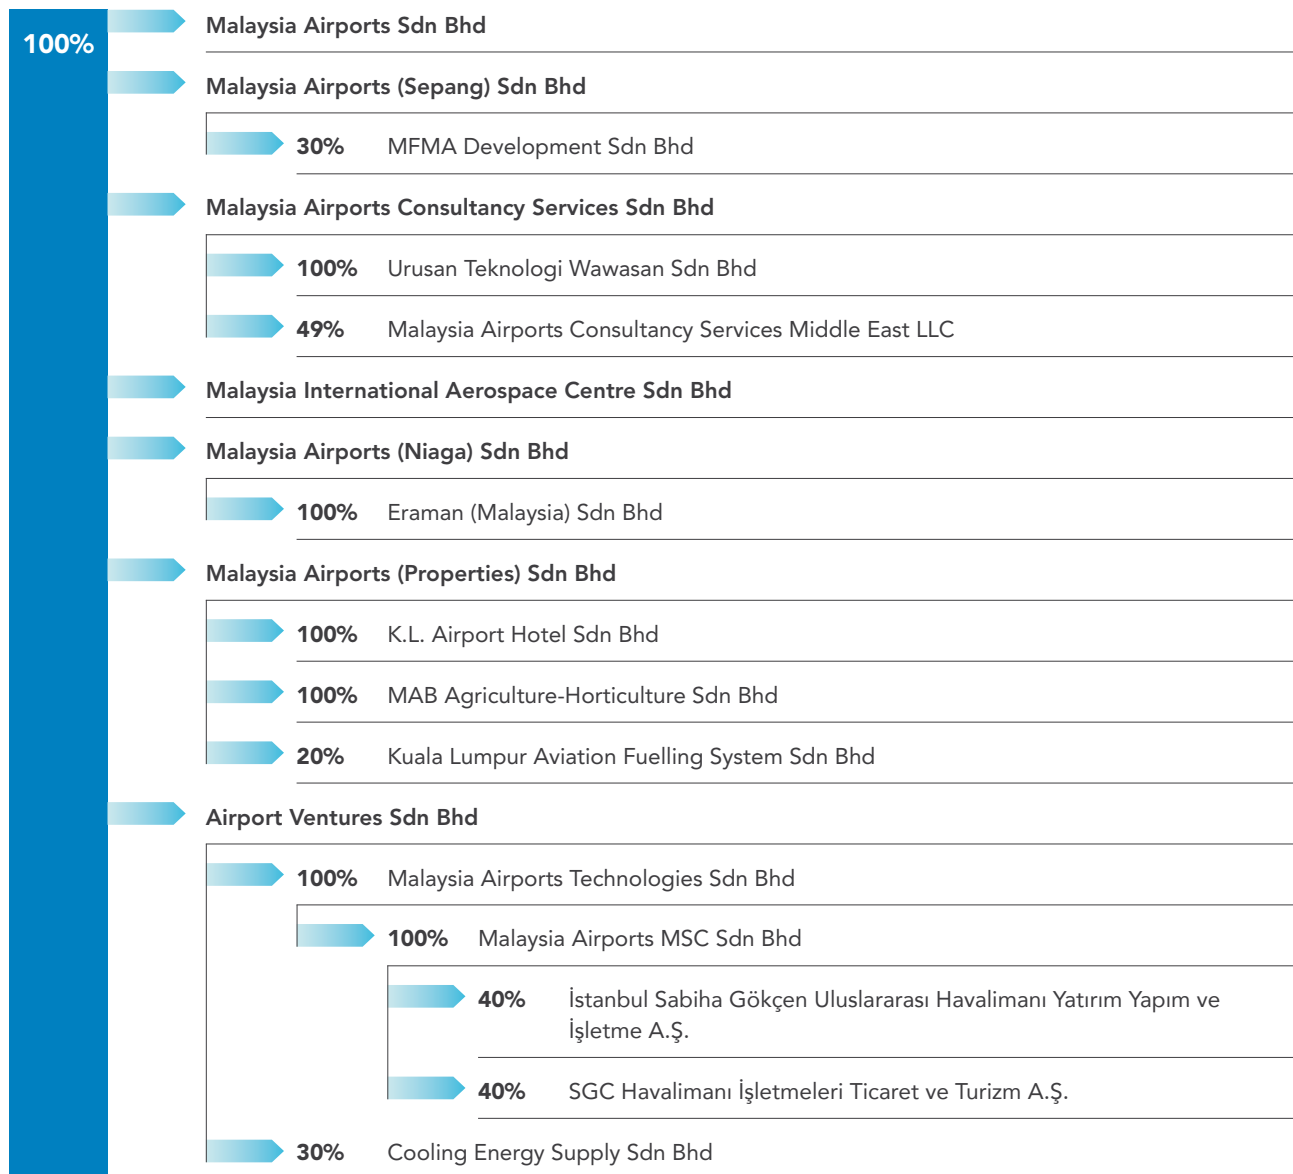 100%
Malaysia Airports Sdn Bhd
Malaysia Airports (Sepang) Sdn Bhd
30% MFMA Development Sdn Bhd
Malaysia Airports Consultancy Services Sdn Bhd
100% Urusan Teknologi Wawasan Sdn Bhd
49% Malaysia Airports Consultancy Services Middle East LLC
Malaysia International Aerospace Centre Sdn Bhd
Malaysia Airports (Niaga) Sdn Bhd
100% Eraman (Malaysia) Sdn Bhd
Malaysia Airports (Properties) Sdn Bhd
100% K.L. Airport Hotel Sdn Bhd
100% MAB Agriculture-Horticulture Sdn Bhd
20% Kuala Lumpur Aviation Fuelling System Sdn Bhd
Airport Ventures Sdn Bhd
100% Malaysia Airports Technologies Sdn Bhd
100% Malaysia Airports MSC Sdn Bhd
40% İstanbul Sabiha Gökçen Uluslararası Havalimanı Yatırım Yapım ve
İşletme A.Ş.
40% SGC Havalimanı İşletmeleri Ticaret ve Turizm A.Ş.
30% Cooling Energy Supply Sdn Bhd